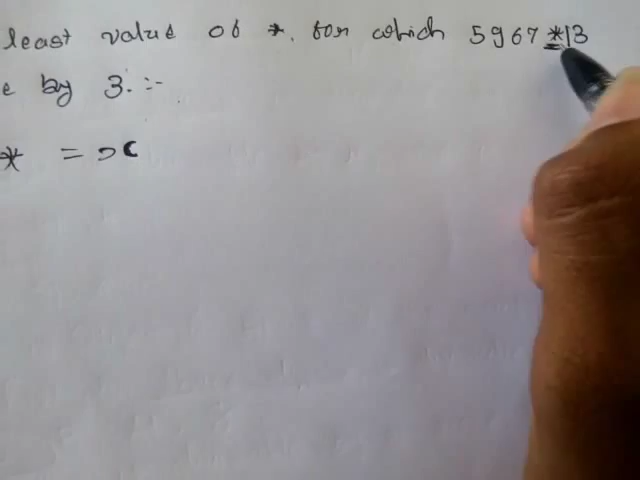 least value of *. for which 5967*13
e by 3. :-
* = x